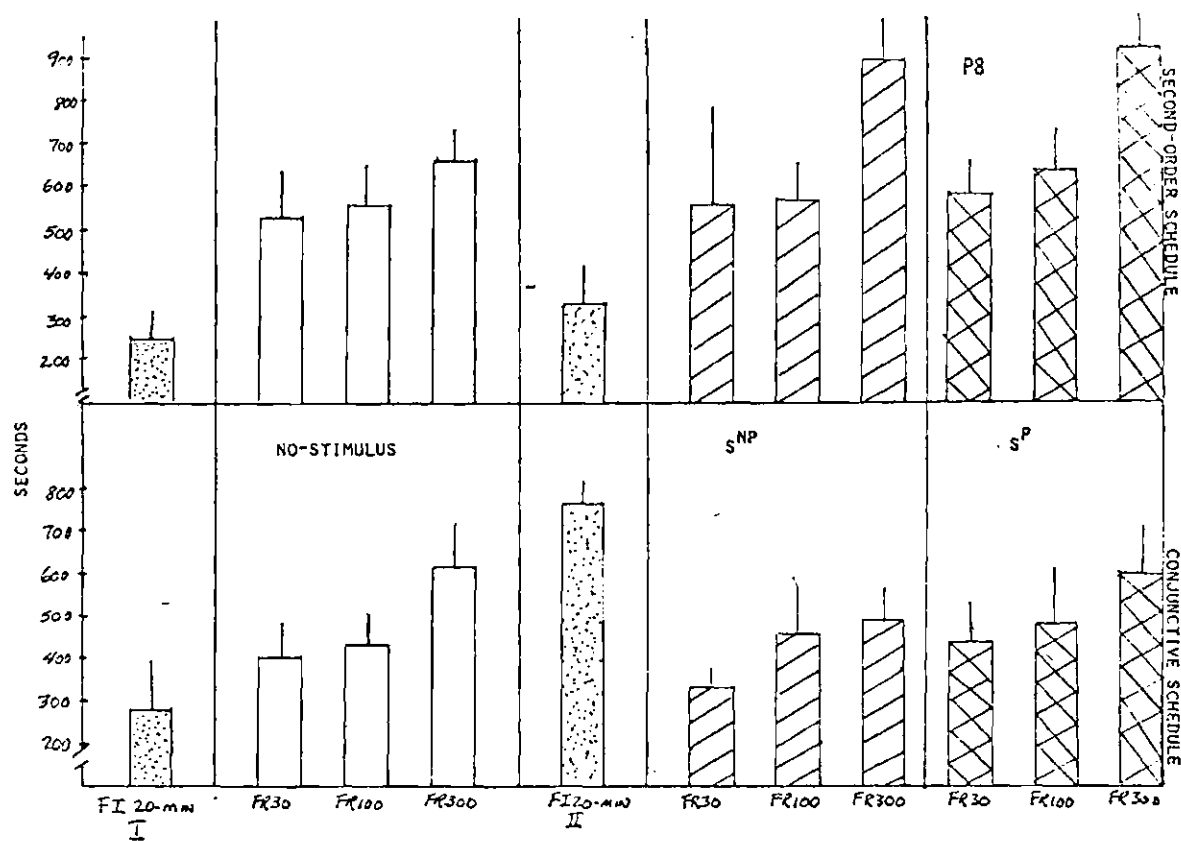 900
800
700
600
500
400
300
200
P8
SECOND-ORDER SCHEDULE
SECONDS
NO-STIMULUS
S^NP
S^P
800
700
600
500
400
300
200
CONJUNCTIVE SCHEDULE
FI 20-min
I
FR30
FR100
FR300
FI 20-min
II
FR30
FR100
FR300
FR30
FR100
FR300